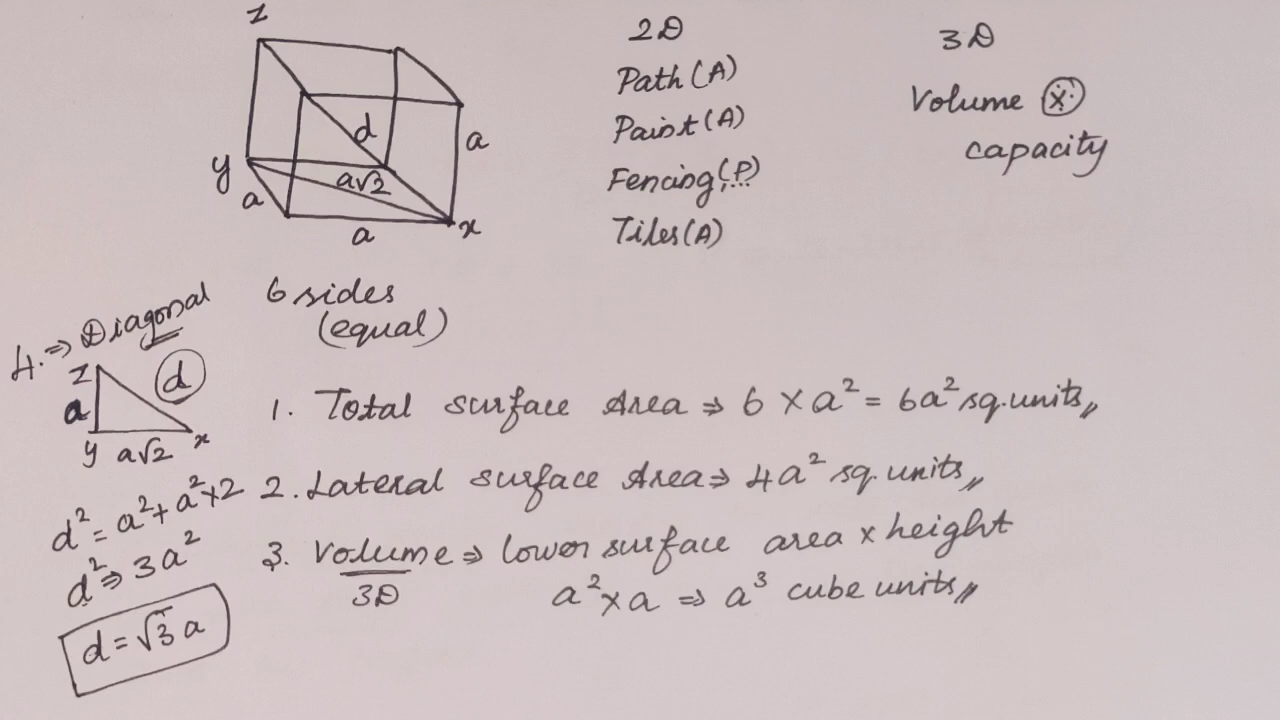 z
d
a
y
a√2
a
a
x
2D
Path (A)
Paint (A)
Fencing (P)
Tiles (A)
3D
Volume (x)
capacity
6 sides
(equal)
4. ⇒ Diagonal
z
d
a
y
a√2
x
d² = a² + a² × 2
d² ⇒ 3a²
d = √3 a
1. Total surface Area ⇒ 6 × a² = 6a² sq.units,,
2. Lateral surface Area ⇒ 4a² sq.units,,
3. Volume ⇒ lower surface area × height
3D
a² × a ⇒ a³ cube units,,